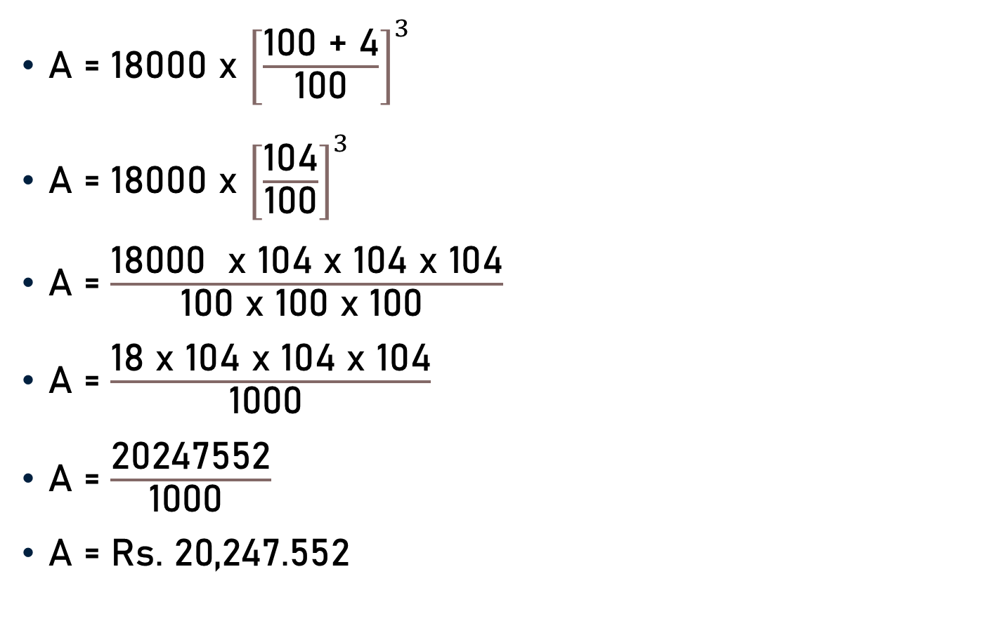 • A = 18000 x [(100 + 4)/100]³
• A = 18000 x [104/100]³
• A = (18000 x 104 x 104 x 104)/(100 x 100 x 100)
• A = (18 x 104 x 104 x 104)/1000
• A = 20247552/1000
• A = Rs. 20,247.552